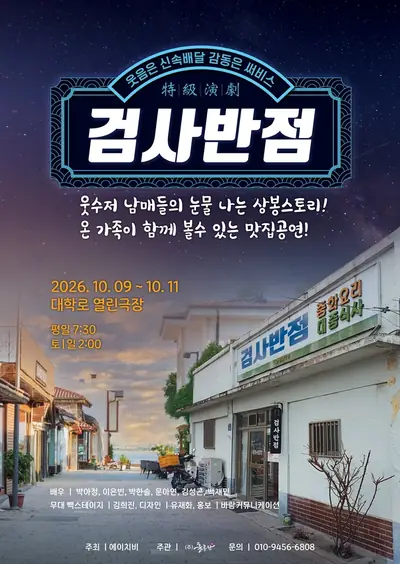 웃음은 신속배달 감동은 써비스
特級演劇
검사반점
웃수저 남매들의 눈물 나는 상봉스토리!
온 가족이 함께 볼수 있는 맛집공연!
2026. 10. 09 ~ 10. 11
대학로 열린극장
평일 7:30
토|일 2:00
중화요리
검사반점 대중식사
검사반점
배우 | 박아정, 이은빈, 박한솔, 문아연, 김성곤, 백재민
무대 백스테이지 | 김희진, 디자인 | 유재화, 홍보 | 바람커뮤니케이션
주최 | 에이치비 주관 | (주) 문의 | 010-9456-6808